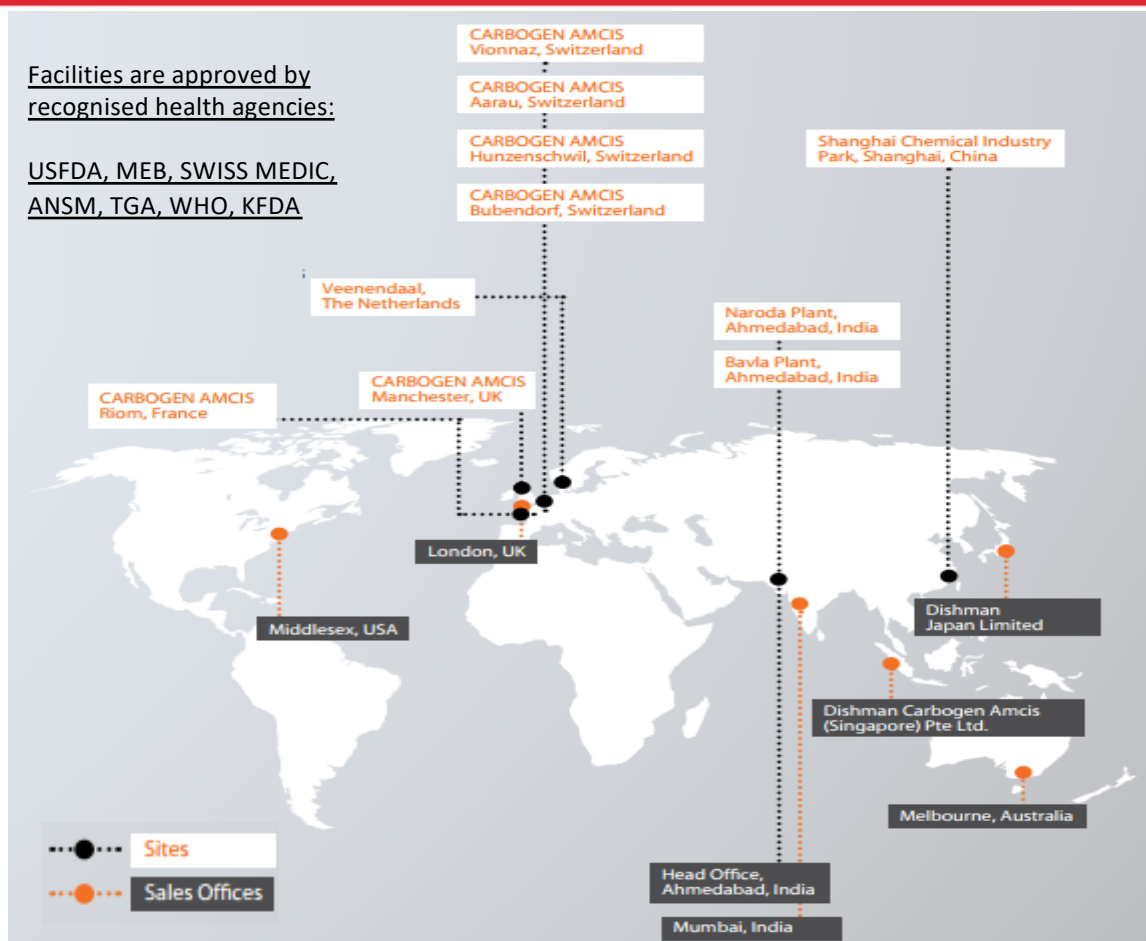 Facilities are approved by
recognised health agencies:
USFDA, MEB, SWISS MEDIC,
ANSM, TGA, WHO, KFDA
CARBOGEN AMCIS
Vionnaz, Switzerland
CARBOGEN AMCIS
Aarau, Switzerland
CARBOGEN AMCIS
Hunzenschwil, Switzerland
CARBOGEN AMCIS
Bubendorf, Switzerland
Shanghai Chemical Industry
Park, Shanghai, China
Veenendaal,
The Netherlands
Naroda Plant,
Ahmedabad, India
Bavla Plant,
Ahmedabad, India
CARBOGEN AMCIS
Riom, France
CARBOGEN AMCIS
Manchester, UK
London, UK
Middlesex, USA
Dishman
Japan Limited
Dishman Carbogen Amcis
(Singapore) Pte Ltd.
Melbourne, Australia
Head Office,
Ahmedabad, India
Mumbai, India
Sites
Sales Offices